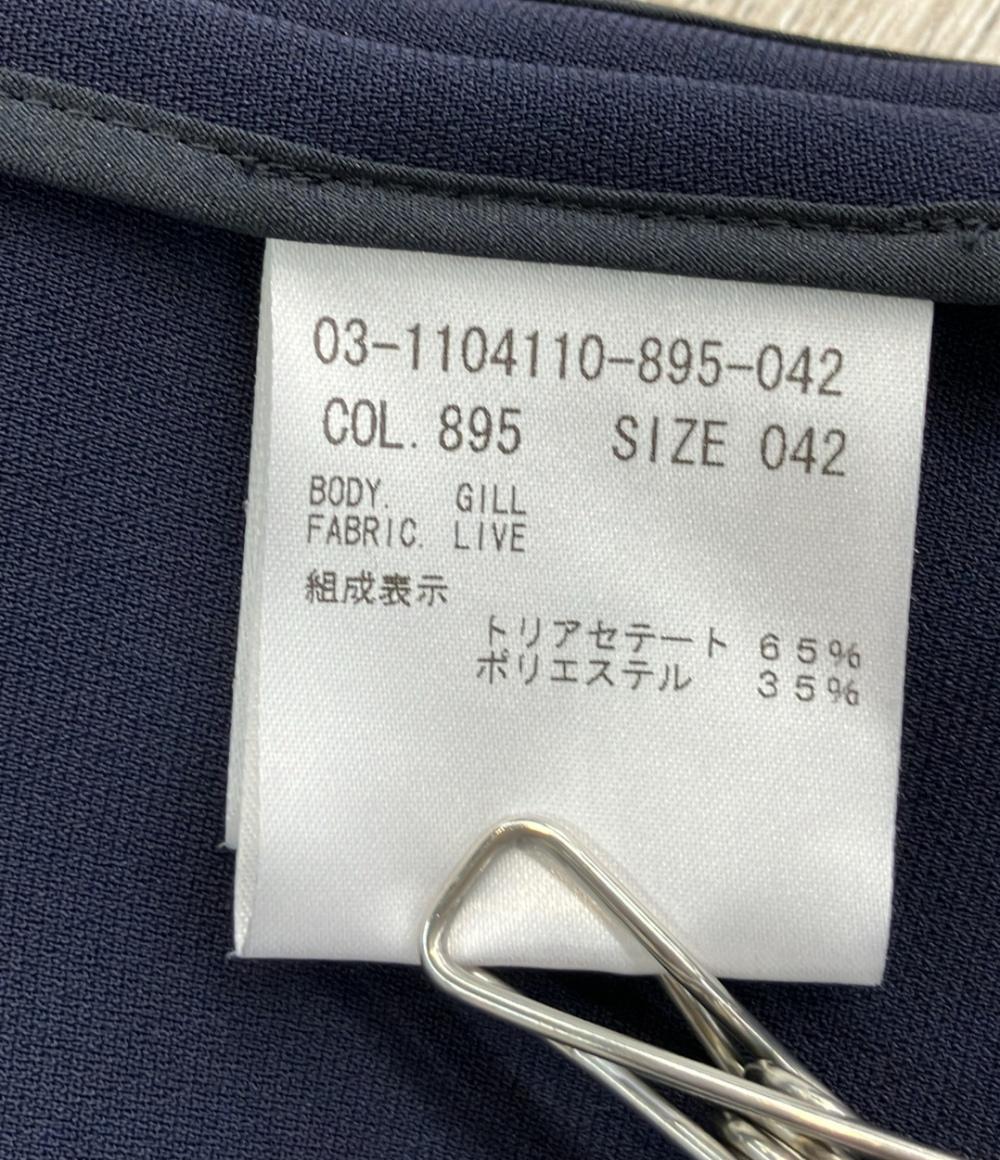 03-1104110-895-042
COL. 895 SIZE 042
BODY. GILL
FABRIC. LIVE
組成表示
トリアセテート 65%
ポリエステル 35%